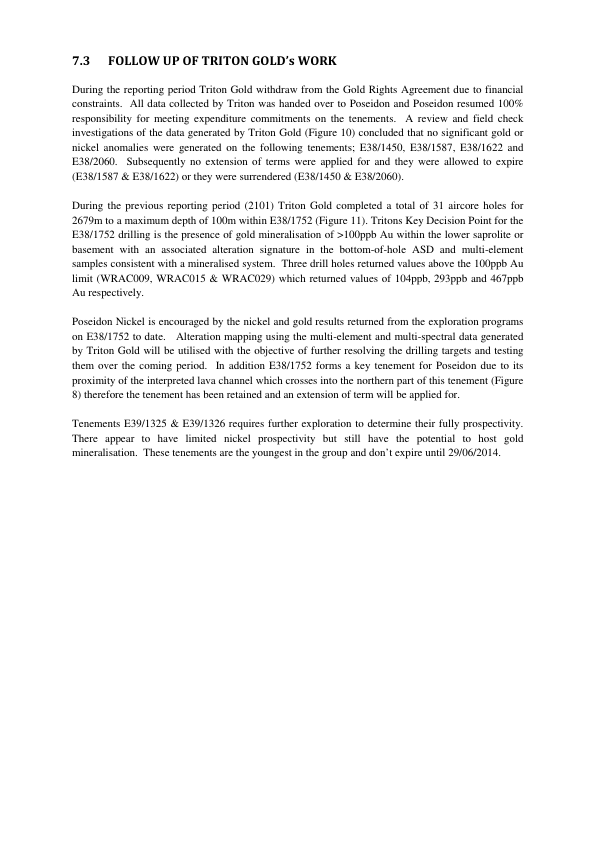 7.3 FOLLOW UP OF TRITON GOLD's WORK
During the reporting period Triton Gold withdraw from the Gold Rights Agreement due to financial
constraints. All data collected by Triton was handed over to Poseidon and Poseidon resumed 100%
responsibility for meeting expenditure commitments on the tenements. A review and field check
investigations of the data generated by Triton Gold (Figure 10) concluded that no significant gold or
nickel anomalies were generated on the following tenements; E38/1450, E38/1587, E38/1622 and
E38/2060. Subsequently no extension of terms were applied for and they were allowed to expire
(E38/1587 & E38/1622) or they were surrendered (E38/1450 & E38/2060).
During the previous reporting period (2101) Triton Gold completed a total of 31 aircore holes for
2679m to a maximum depth of 100m within E38/1752 (Figure 11). Tritons Key Decision Point for the
E38/1752 drilling is the presence of gold mineralisation of >100ppb Au within the lower saprolite or
basement with an associated alteration signature in the bottom-of-hole ASD and multi-element
samples consistent with a mineralised system. Three drill holes returned values above the 100ppb Au
limit (WRAC009, WRAC015 & WRAC029) which returned values of 104ppb, 293ppb and 467ppb
Au respectively.
Poseidon Nickel is encouraged by the nickel and gold results returned from the exploration programs
on E38/1752 to date. Alteration mapping using the multi-element and multi-spectral data generated
by Triton Gold will be utilised with the objective of further resolving the drilling targets and testing
them over the coming period. In addition E38/1752 forms a key tenement for Poseidon due to its
proximity of the interpreted lava channel which crosses into the northern part of this tenement (Figure
8) therefore the tenement has been retained and an extension of term will be applied for.
Tenements E39/1325 & E39/1326 requires further exploration to determine their fully prospectivity.
There appear to have limited nickel prospectivity but still have the potential to host gold
mineralisation. These tenements are the youngest in the group and don't expire until 29/06/2014.